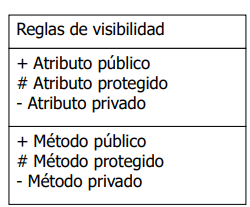 Reglas de visibilidad
+ Atributo público
# Atributo protegido
- Atributo privado
+ Método público
# Método protegido
- Método privado